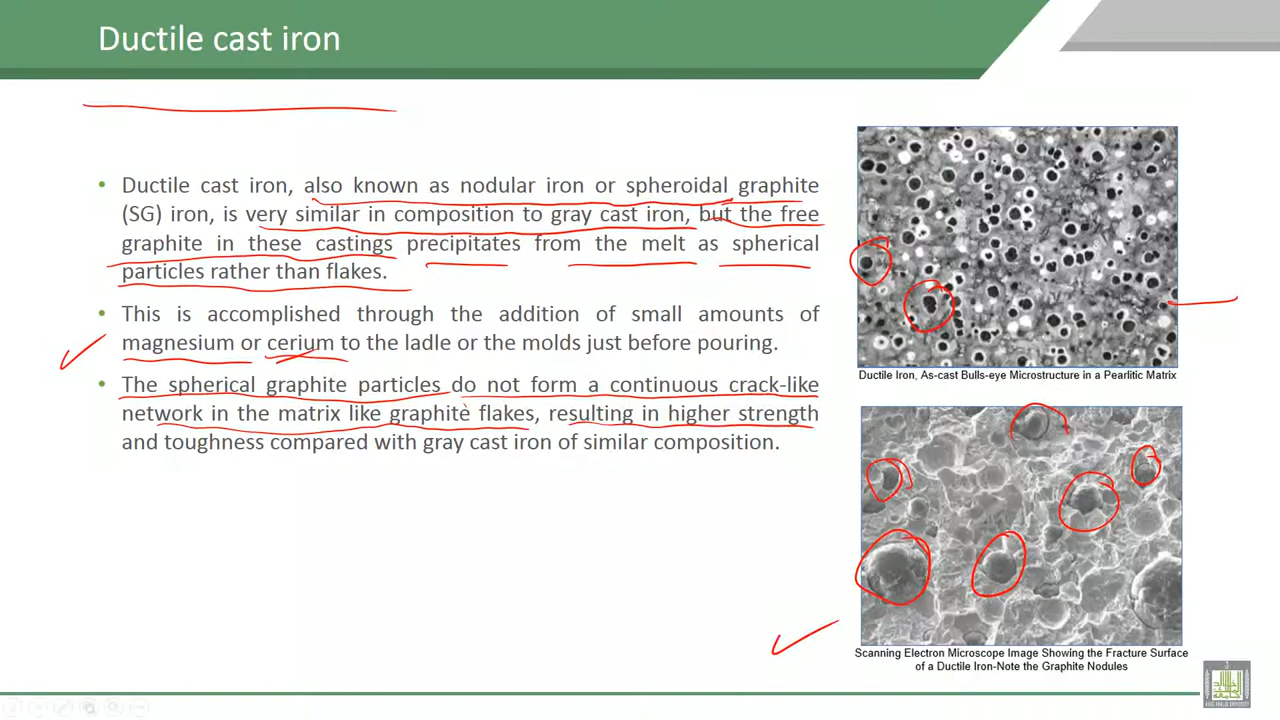 Ductile cast iron
• Ductile cast iron, also known as nodular iron or spheroidal graphite
(SG) iron, is very similar in composition to gray cast iron, but the free
graphite in these castings precipitates from the melt as spherical
particles rather than flakes.
• This is accomplished through the addition of small amounts of
magnesium or cerium to the ladle or the molds just before pouring.
• The spherical graphite particles do not form a continuous crack-like
network in the matrix like graphite flakes, resulting in higher strength
and toughness compared with gray cast iron of similar composition.
Ductile Iron, As-cast Bulls-eye Microstructure in a Pearlitic Matrix
Scanning Electron Microscope Image Showing the Fracture Surface
of a Ductile Iron-Note the Graphite Nodules